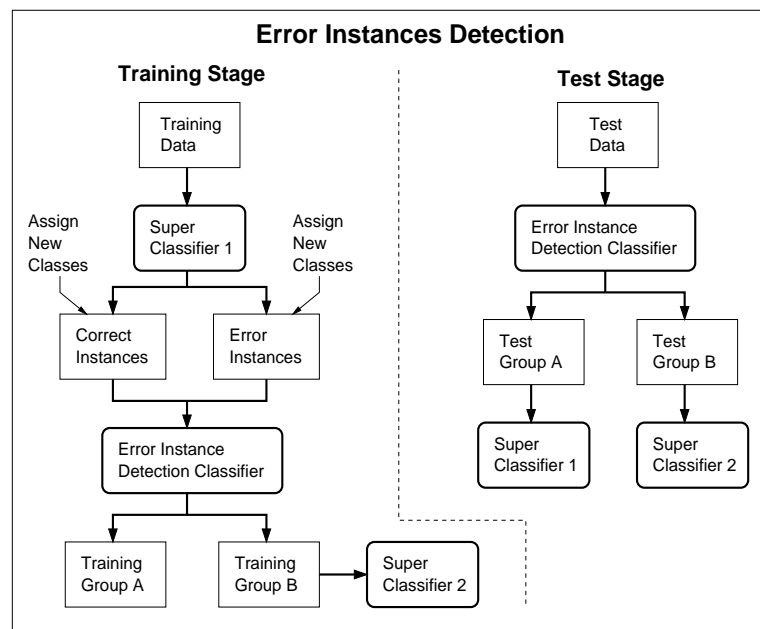 Error Instances Detection
Training Stage
Training
Data
Assign
New
Classes
Super
Classifier 1
Assign
New
Classes
Correct
Instances
Error
Instances
Error Instance
Detection Classifier
Training
Group A
Training
Group B
Super
Classifier 2
Test Stage
Test
Data
Error Instance
Detection Classifier
Test
Group A
Test
Group B
Super
Classifier 1
Super
Classifier 2